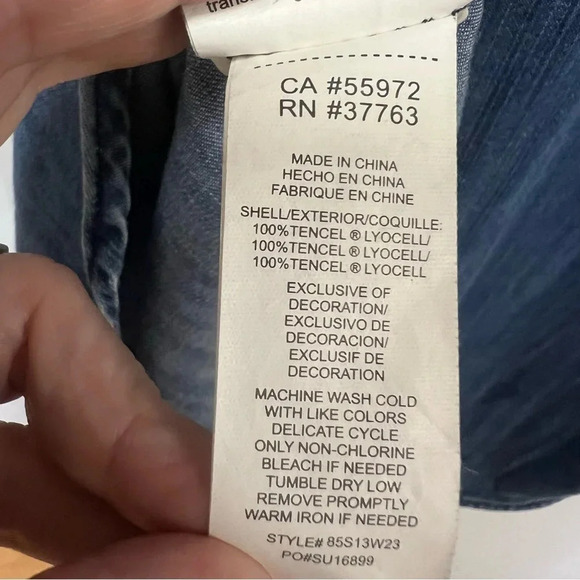 CA #55972
RN #37763
MADE IN CHINA
HECHO EN CHINA
FABRIQUE EN CHINE
SHELL/EXTERIOR/COQUILLE:
100%TENCEL ® LYOCELL/
100%TENCEL ® LYOCELL/
100%TENCEL ® LYOCELL
EXCLUSIVE OF
DECORATION/
EXCLUSIVO DE
DECORACION/
EXCLUSIF DE
DECORATION
MACHINE WASH COLD
WITH LIKE COLORS
DELICATE CYCLE
ONLY NON-CHLORINE
BLEACH IF NEEDED
TUMBLE DRY LOW
REMOVE PROMPTLY
WARM IRON IF NEEDED
STYLE#85S13W23
PO#SU16899